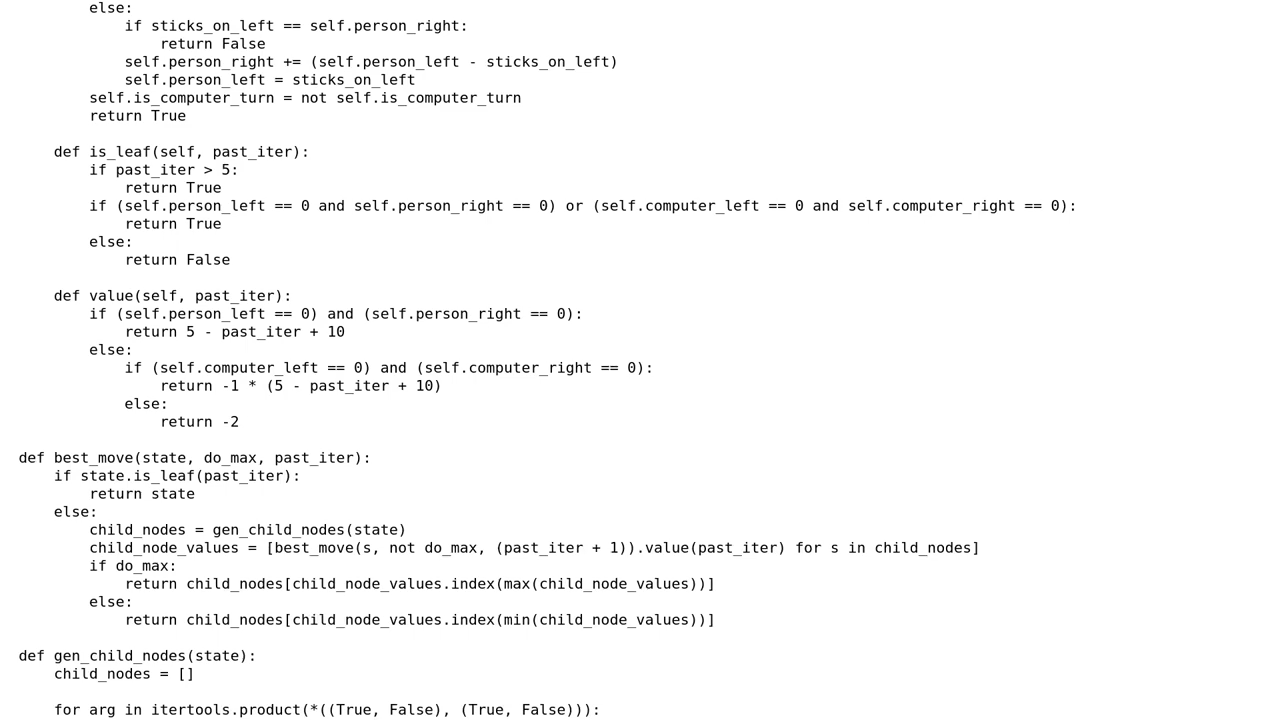 else:
            if sticks_on_left == self.person_right:
                return False
            self.person_right += (self.person_left - sticks_on_left)
            self.person_left = sticks_on_left
        self.is_computer_turn = not self.is_computer_turn
        return True

    def is_leaf(self, past_iter):
        if past_iter > 5:
            return True
        if (self.person_left == 0 and self.person_right == 0) or (self.computer_left == 0 and self.computer_right == 0):
            return True
        else:
            return False

    def value(self, past_iter):
        if (self.person_left == 0) and (self.person_right == 0):
            return 5 - past_iter + 10
        else:
            if (self.computer_left == 0) and (self.computer_right == 0):
                return -1 * (5 - past_iter + 10)
            else:
                return -2

def best_move(state, do_max, past_iter):
    if state.is_leaf(past_iter):
        return state
    else:
        child_nodes = gen_child_nodes(state)
        child_node_values = [best_move(s, not do_max, (past_iter + 1)).value(past_iter) for s in child_nodes]
        if do_max:
            return child_nodes[child_node_values.index(max(child_node_values))]
        else:
            return child_nodes[child_node_values.index(min(child_node_values))]

def gen_child_nodes(state):
    child_nodes = []

    for arg in itertools.product(*((True, False), (True, False))):